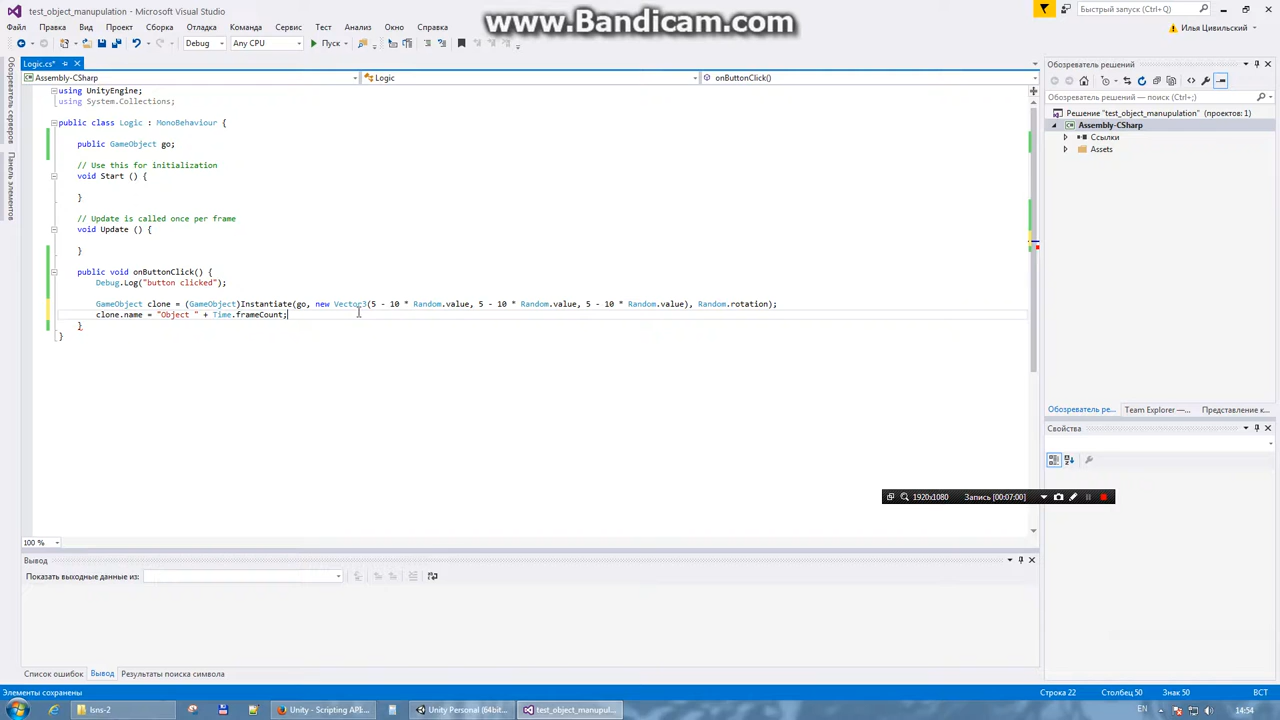 test_object_manupulation - Microsoft Visual Studio
www.Bandicam.com
Быстрый запуск (Ctrl+Q)
Файл Правка Вид Проект Сборка Отладка Команда Сервис Тест Анализ Окно Справка
Илья Цивильский
Debug Any CPU Пуск
Logic.cs*
Assembly-CSharp Logic onButtonClick()
using UnityEngine;
using System.Collections;
public class Logic : MonoBehaviour {
public GameObject go;
// Use this for initialization
void Start () {
}
// Update is called once per frame
void Update () {
}
public void onButtonClick() {
Debug.Log("button clicked");
GameObject clone = (GameObject)Instantiate(go, new Vector3(5 - 10 * Random.value, 5 - 10 * Random.value, 5 - 10 * Random.value), Random.rotation);
clone.name = "Object " + Time.frameCount;
}
}
100 %
Обозреватель серверов
Панель элементов
Обозреватель решений
Обозреватель решений — поиск (Ctrl+;)
Решение "test_object_manupulation" (проектов: 1)
Assembly-CSharp
Ссылки
Assets
Обозреватель ре... Team Explorer —... Представление к...
Свойства
1920x1080 Запись [00:07:00]
Вывод
Показать выходные данные из:
Список ошибок Вывод Результаты поиска символа
Элементы сохранены Строка 22 Столбец 50 Знак 50 ВСТ
lsns-2 Unity - Scripting API:... Unity Personal (64bit... test_object_manupul... EN 14:54